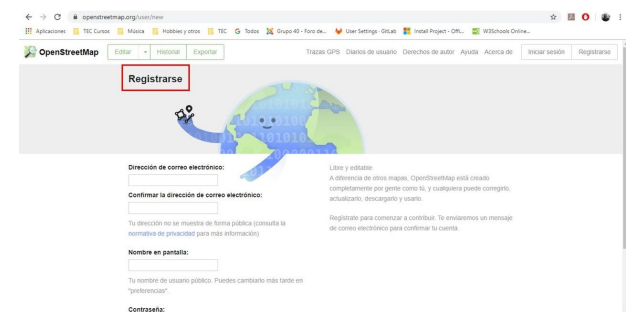 openstreetmap.org/user/new
Aplicaciones TEC Cursos Música Hobbies y otros TEC Todos Grupo 40 - Foro de... User Settings · GitLab Install Project - Offi... W3Schools Online...
OpenStreetMap Editar Historial Exportar Trazas GPS Diarios de usuario Derechos de autor Ayuda Acerca de Iniciar sesión Registrarse
Registrarse
Dirección de correo electrónico:
Confirmar la dirección de correo electrónico:
Tu dirección no se muestra de forma pública (consulta la
normativa de privacidad para más información)
Nombre en pantalla:
Tu nombre de usuario público. Puedes cambiarlo más tarde en
"preferencias".
Contraseña:
Libre y editable
A diferencia de otros mapas, OpenStreetMap está creado
completamente por gente como tú, y cualquiera puede corregirlo,
actualizarlo, descargarlo y usarlo.
Regístrate para comenzar a contribuir. Te enviaremos un mensaje
de correo electrónico para confirmar tu cuenta.